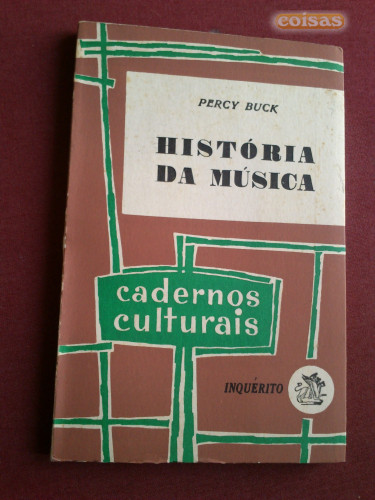 coisas
PERCY BUCK
HISTÓRIA
DA MÚSICA
cadernos
culturais
INQUÉRITO